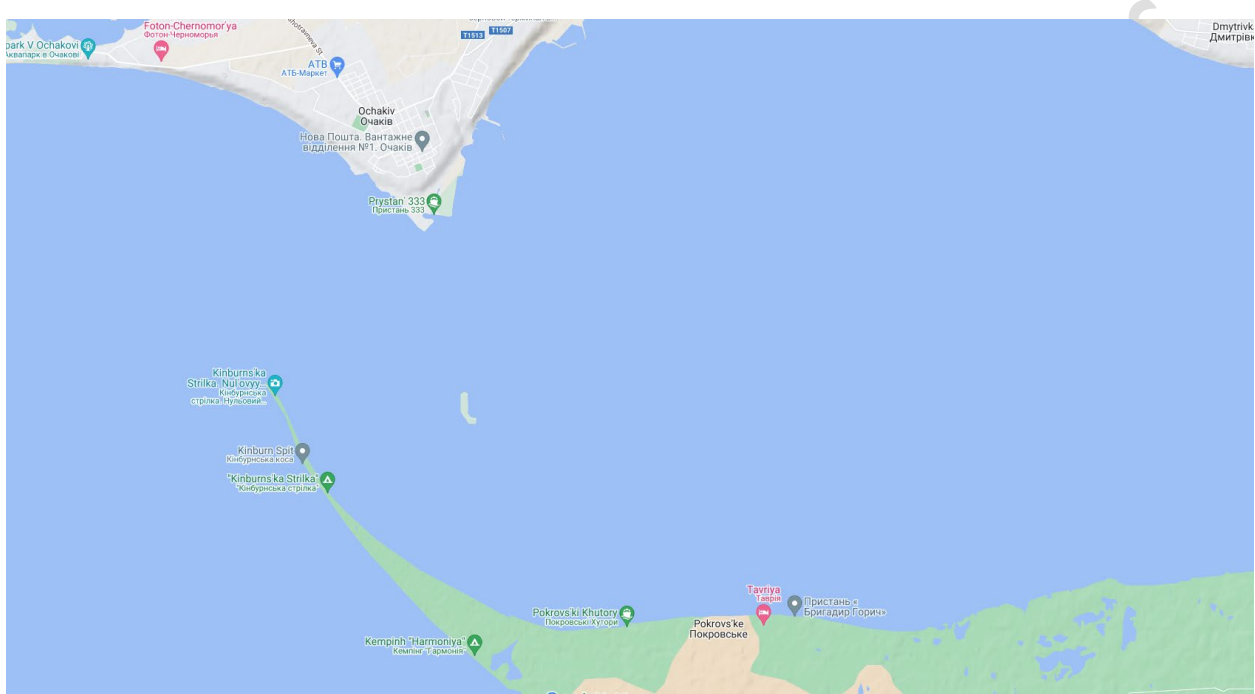 Foton-Chernomor'ya
Фотон-Черноморья
park V Ochakovi
Аквапарк в Очакові
T1513
T1507
Dmytrivk
Дмитрівк
АТВ
АТБ-Маркет
Ochakiv
Очаків
Нова Пошта. Вантажне
відділення №1. Очаків
Prystan' 333
Пристань 333
Kinburns'ka
Strilka. Nul'ovyy...
Кінбурнська
стрілка. Нульовий...
Kinburn Spit
Кінбурнська коса
"Kinburns'ka Strilka"
"Кінбурнська стрілка"
Tavriya
Таврія
Пристань «
Бригадир Горич»
Pokrovs'ki Khutory
Покровські Хутори
Pokrovs'ke
Покровське
Kempinh "Harmoniya"
Кемпінг "Гармонія"